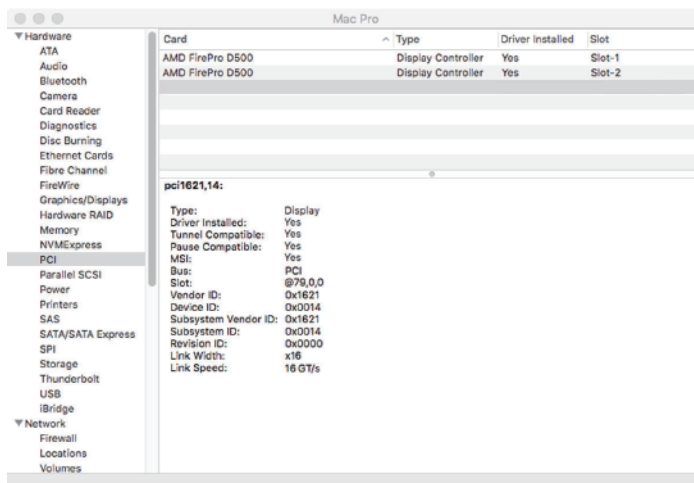 Mac Pro
Hardware
ATA
Audio
Bluetooth
Camera
Card Reader
Diagnostics
Disc Burning
Ethernet Cards
Fibre Channel
FireWire
Graphics/Displays
Hardware RAID
Memory
NVMExpress
PCI
Parallel SCSI
Power
Printers
SAS
SATA/SATA Express
SPI
Storage
Thunderbolt
USB
iBridge
Network
Firewall
Locations
Volumes
Card Type Driver Installed Slot
AMD FirePro D500 Display Controller Yes Slot-1
AMD FirePro D500 Display Controller Yes Slot-2
pci1621,14:
Type: Display
Driver Installed: Yes
Tunnel Compatible: Yes
Pause Compatible: Yes
MSI: Yes
Bus: PCI
Slot: @79,0,0
Vendor ID: 0x1621
Device ID: 0x0014
Subsystem Vendor ID: 0x1621
Subsystem ID: 0x0014
Revision ID: 0x0000
Link Width: x16
Link Speed: 16 GT/s